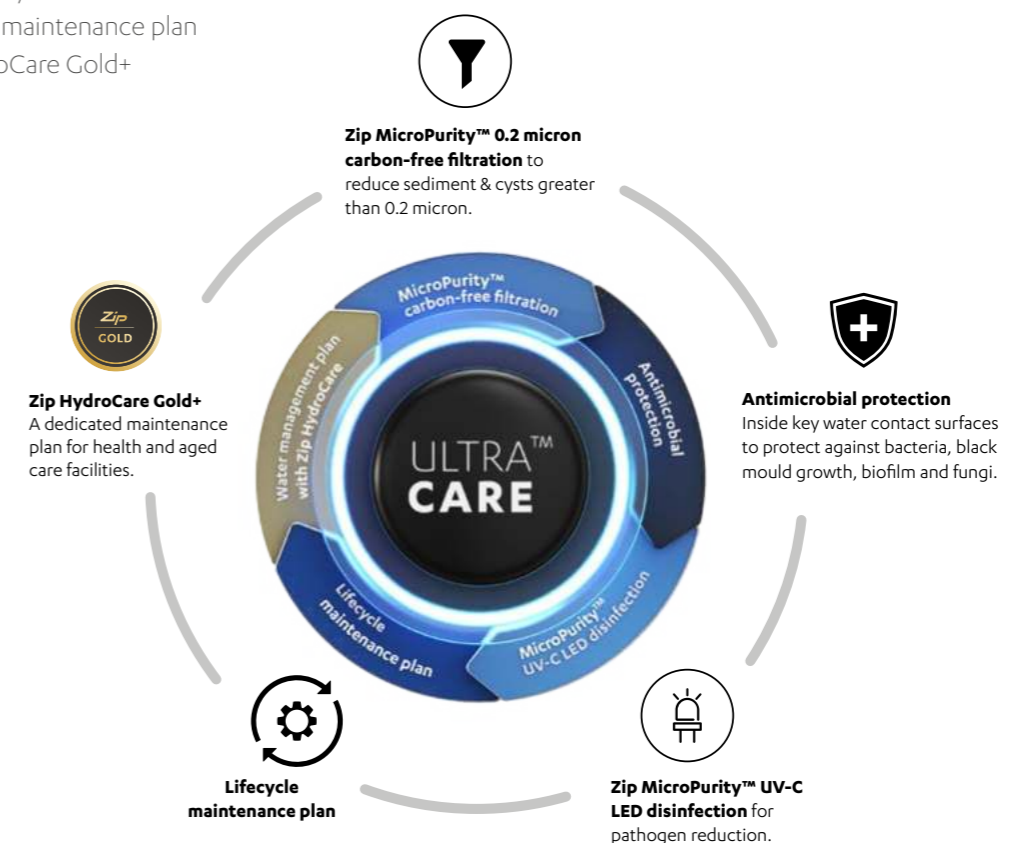 maintenance plan
Care Gold+
Zip MicroPurity™ 0.2 micron
carbon-free filtration to
reduce sediment & cysts greater
than 0.2 micron.
Zip
GOLD
Zip HydroCare Gold+
A dedicated maintenance
plan for health and aged
care facilities.
MicroPurity™
carbon-free filtration
Antimicrobial
protection
MicroPurity™
UV-C LED disinfection
Lifecycle
maintenance plan
Water management plan
with Zip HydroCare
ULTRA™
CARE
Antimicrobial protection
Inside key water contact surfaces
to protect against bacteria, black
mould growth, biofilm and fungi.
Lifecycle
maintenance plan
Zip MicroPurity™ UV-C
LED disinfection for
pathogen reduction.